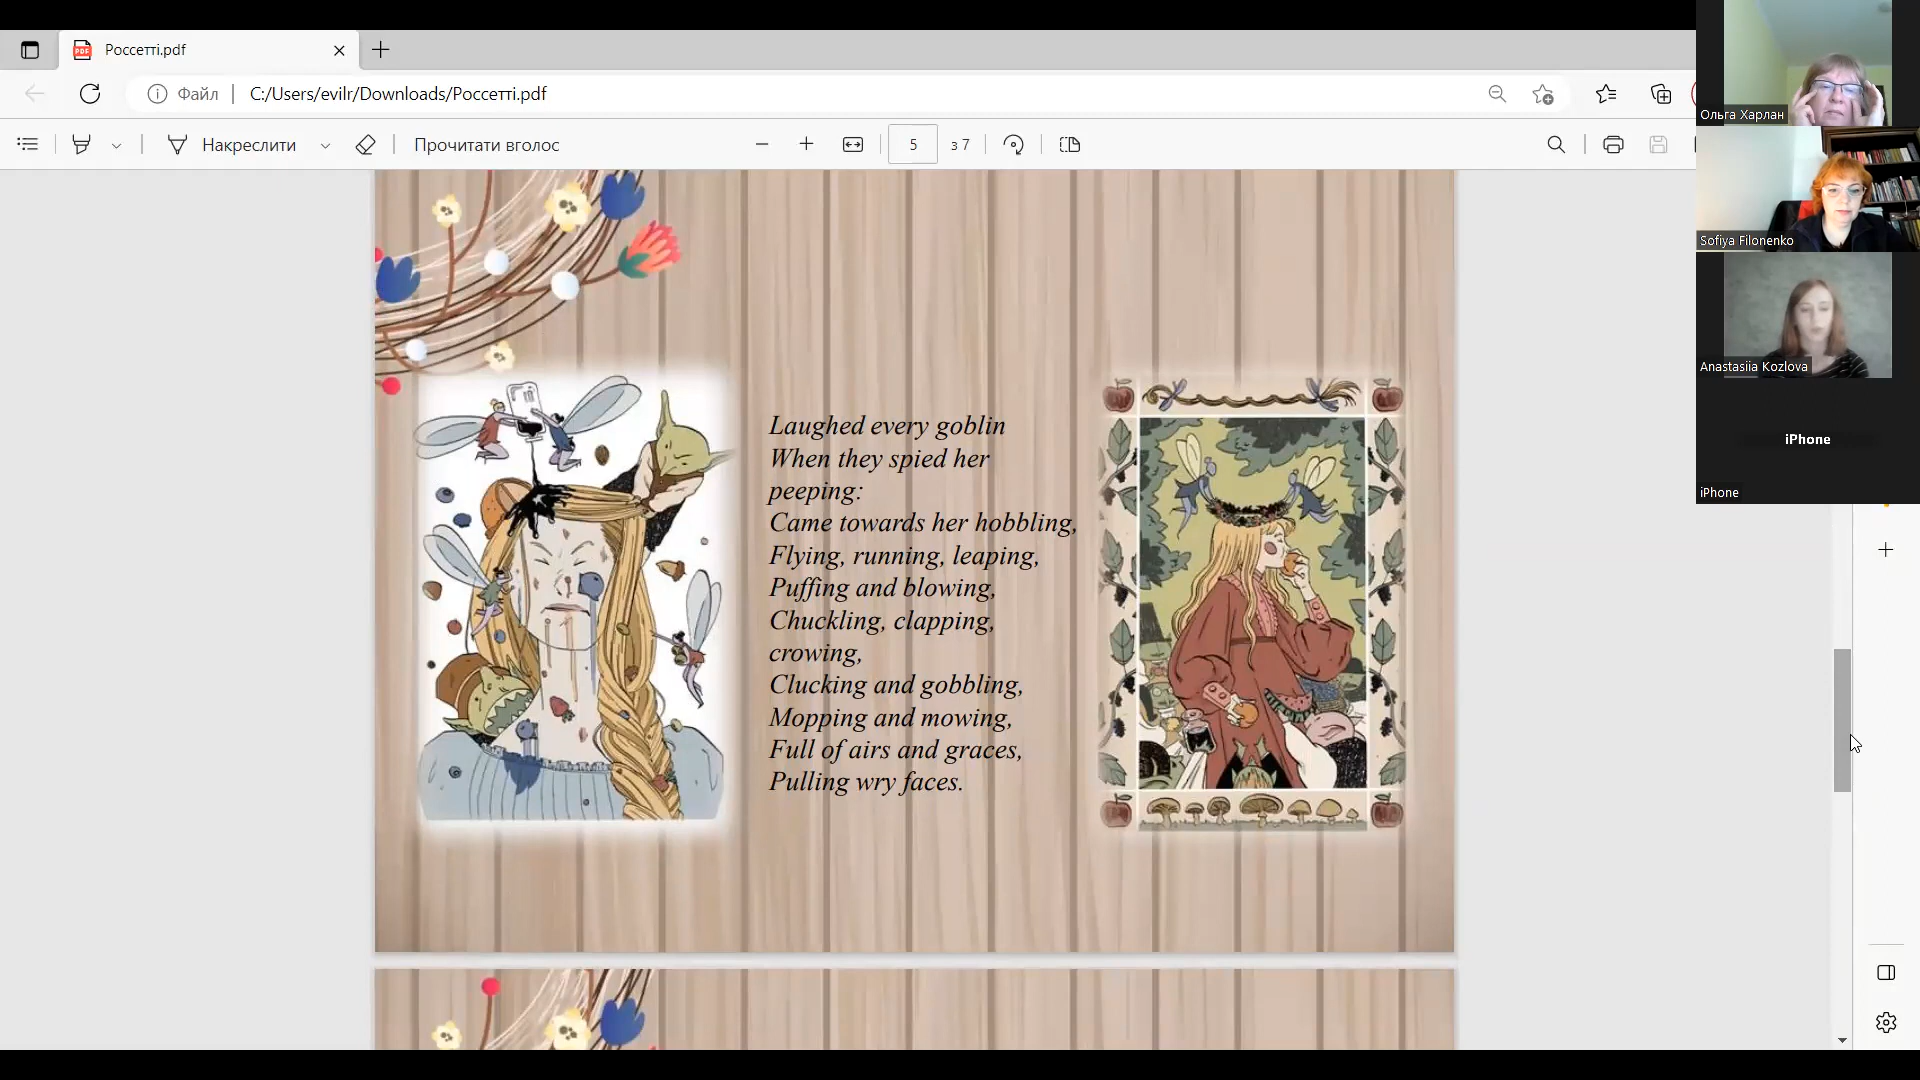 Россетті.pdf
Файл
C:/Users/evilr/Downloads/Россетті.pdf
Накреслити
Прочитати вголос
5
з 7
Laughed every goblin
When they spied her
peeping:
Came towards her hobbling,
Flying, running, leaping,
Puffing and blowing,
Chuckling, clapping,
crowing,
Clucking and gobbling,
Mopping and mowing,
Full of airs and graces,
Pulling wry faces.
Ольга Харлан
Sofiya Filonenko
Anastasiia Kozlova
iPhone
iPhone